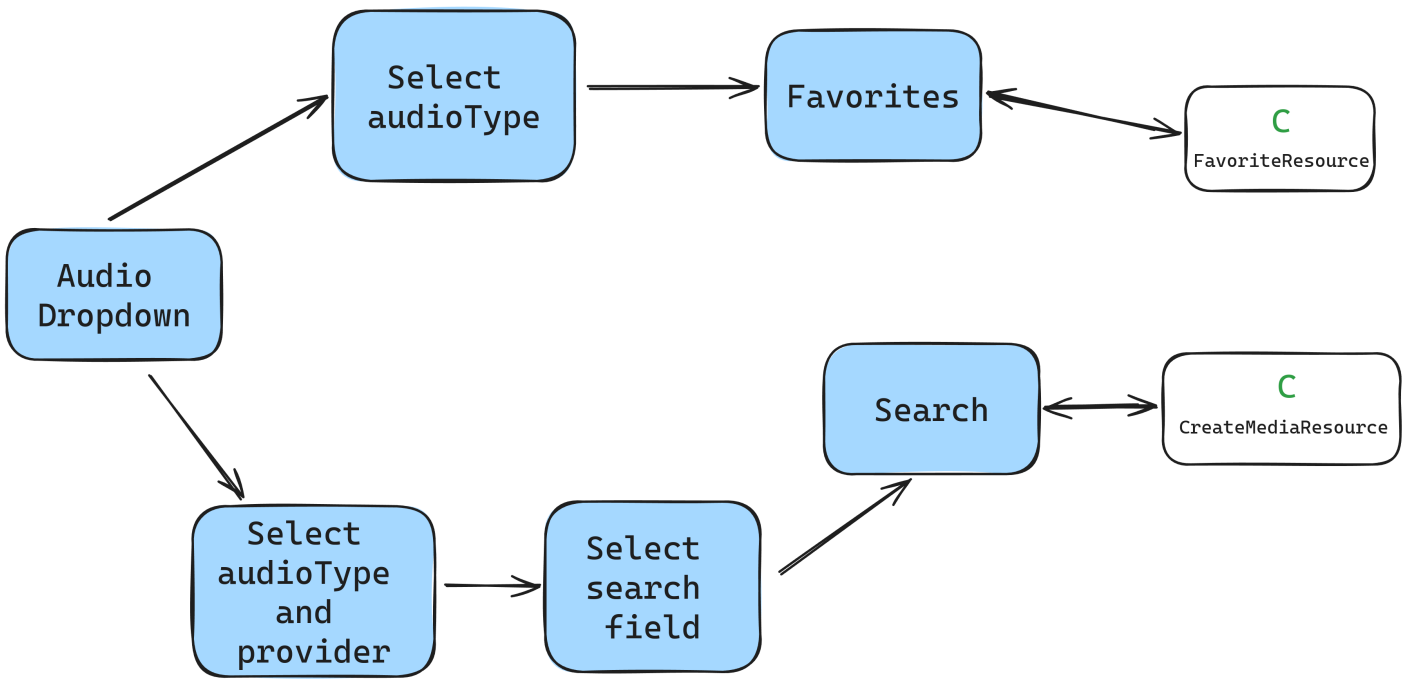 Select
audioType
Favorites
C
FavoriteResource
Audio
Dropdown
Search
C
CreateMediaResource
Select
audioType
and
provider
Select
search
field